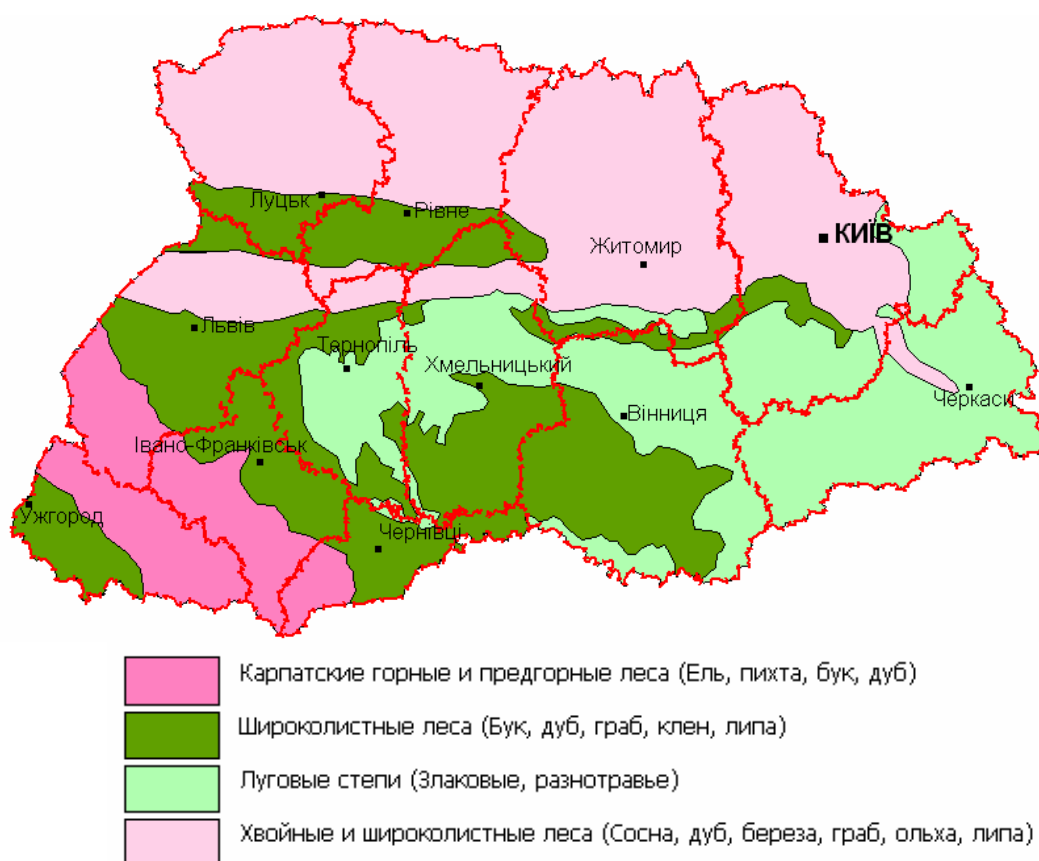 Луцьк
Рівне
КИЇВ
Житомир
Львів
Тернопіль
Хмельницький
Черкаси
Вінниця
Івано-Франківськ
Ужгород
Чернівці
Карпатские горные и предгорные леса (Ель, пихта, бук, дуб)
Широколистные леса (Бук, дуб, граб, клен, липа)
Луговые степи (Злаковые, разнотравье)
Хвойные и широколистные леса (Сосна, дуб, береза, граб, ольха, липа)